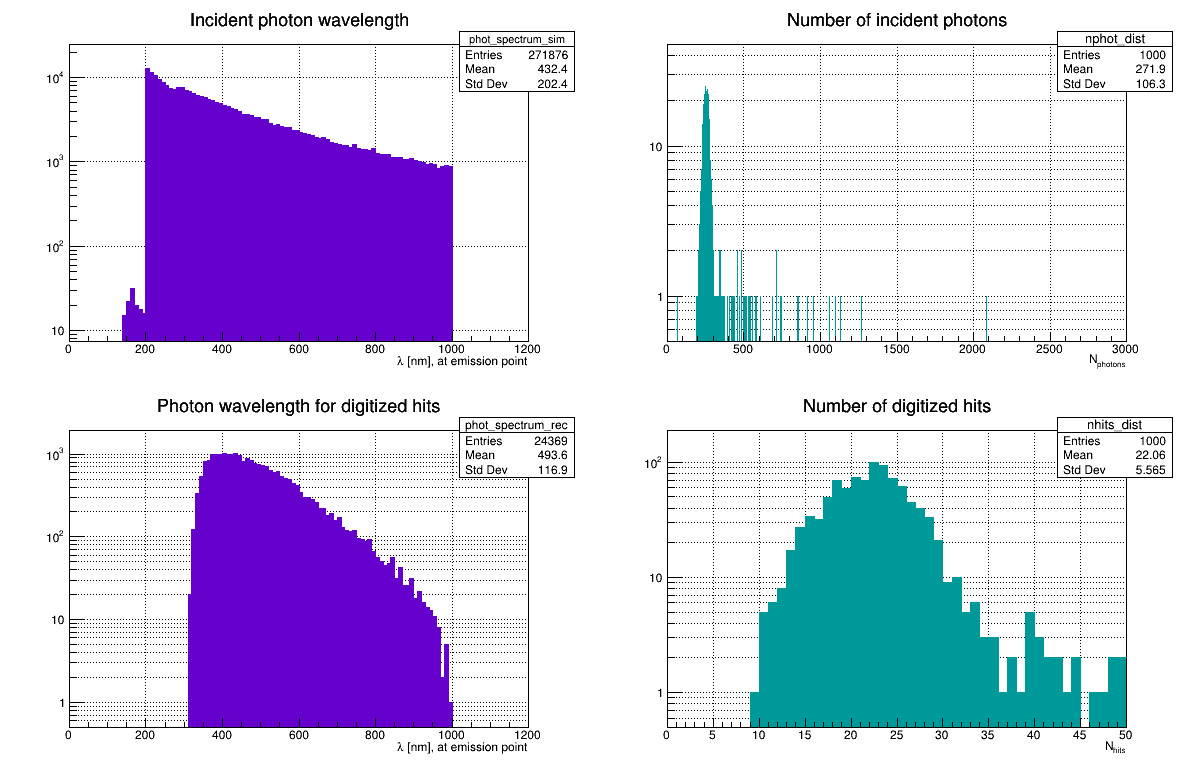 Incident photon wavelength
phot_spectrum_sim
Entries 271876
Mean 432.4
Std Dev 202.4
10⁴
10³
10²
10
0 200 400 600 800 1000 1200
λ [nm], at emission point
Number of incident photons
nphot_dist
Entries 1000
Mean 271.9
Std Dev 106.3
10
1
0 500 1000 1500 2000 2500 3000
N_photons
Photon wavelength for digitized hits
phot_spectrum_rec
Entries 24369
Mean 493.6
Std Dev 116.9
10³
10²
10
1
0 200 400 600 800 1000 1200
λ [nm], at emission point
Number of digitized hits
nhits_dist
Entries 1000
Mean 22.06
Std Dev 5.565
10²
10
1
0 5 10 15 20 25 30 35 40 45 50
N_hits